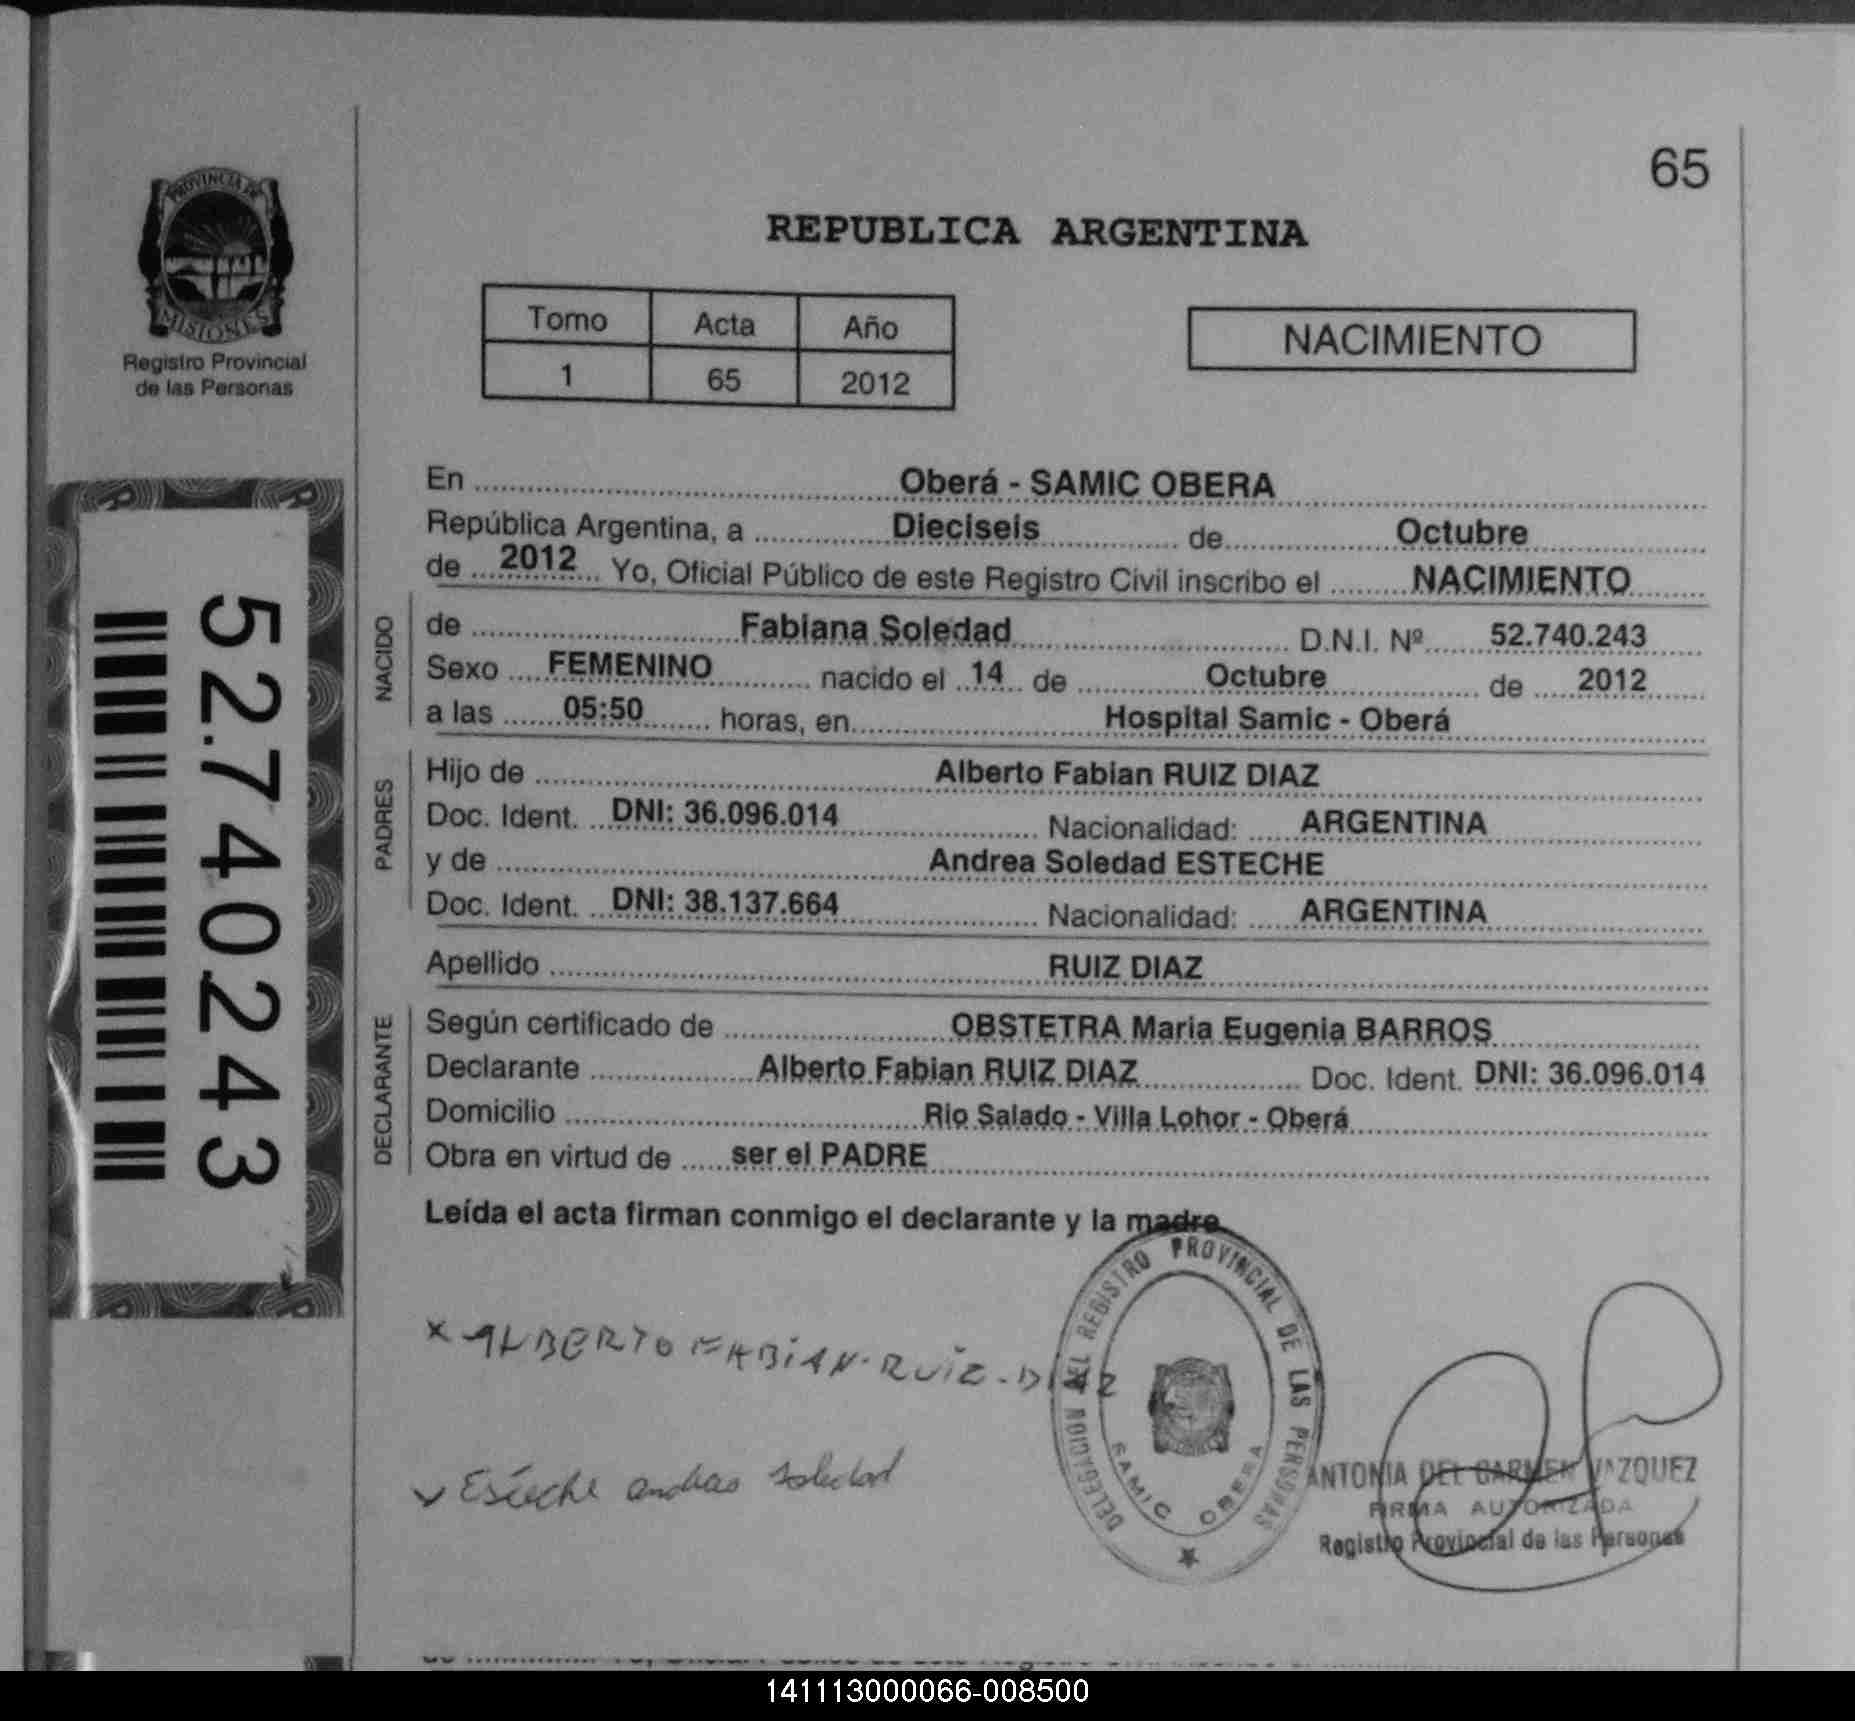 65
PROVINCIA DE
MISIONES
Registro Provincial
de las Personas
REPUBLICA ARGENTINA
Tomo Acta Año
1 65 2012
NACIMIENTO
52.740243
En Oberá - SAMIC OBERA
República Argentina, a Dieciseis de Octubre
de 2012 Yo, Oficial Público de este Registro Civil inscribo el NACIMIENTO
NACIDO
de Fabiana Soledad D.N.I. Nº 52.740.243
Sexo FEMENINO nacido el 14 de Octubre de 2012
a las 05:50 horas, en Hospital Samic - Oberá
PADRES
Hijo de Alberto Fabian RUIZ DIAZ
Doc. Ident. DNI: 36.096.014 Nacionalidad: ARGENTINA
y de Andrea Soledad ESTECHE
Doc. Ident. DNI: 38.137.664 Nacionalidad: ARGENTINA
Apellido RUIZ DIAZ
DECLARANTE
Según certificado de OBSTETRA Maria Eugenia BARROS
Declarante Alberto Fabian RUIZ DIAZ Doc. Ident. DNI: 36.096.014
Domicilio Rio Salado - Villa Lohor - Oberá
Obra en virtud de ser el PADRE
Leída el acta firman conmigo el declarante y la madre
x ALBERTO FABIAN-RUIZ-DIAZ
Esteche andrea soledad
DELEGACION DEL REGISTRO PROVINCIAL DE LAS PERSONAS
SAMIC OBERA
ANTONIA DEL CARMEN VAZQUEZ
FIRMA AUTORIZADA
Registro Provincial de las Personas
141113000066-008500